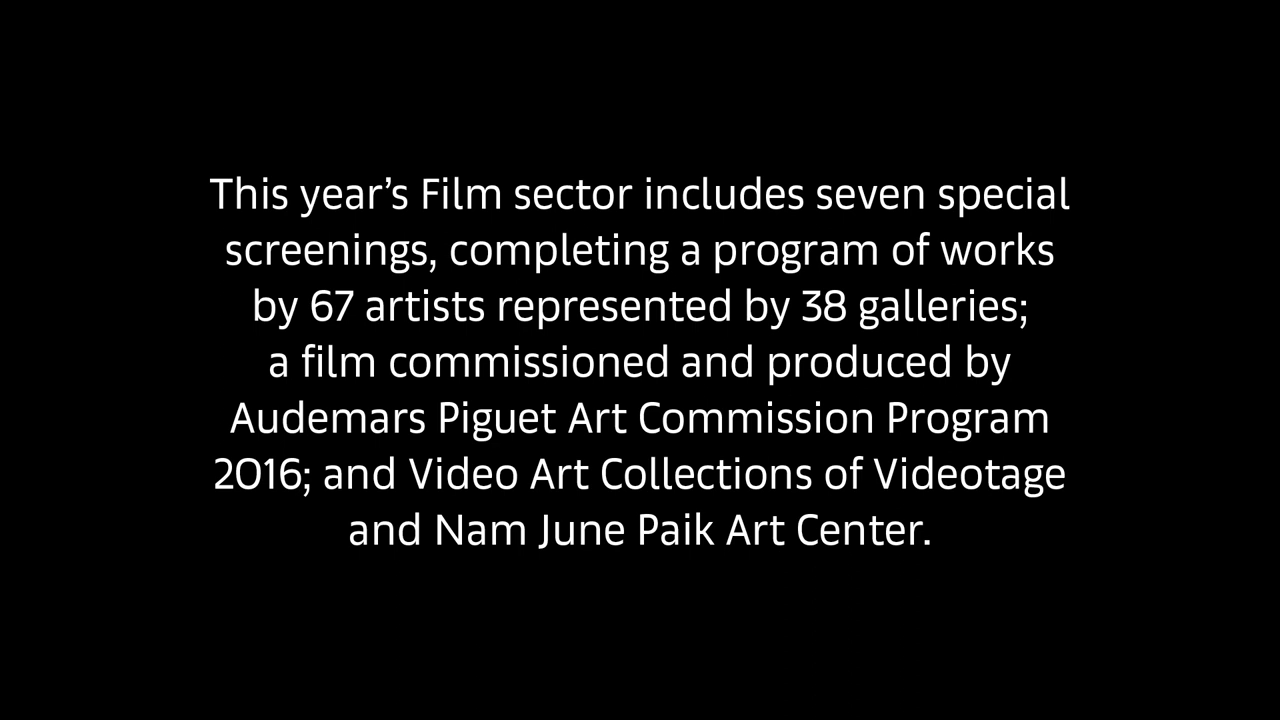 This year’s Film sector includes seven special
screenings, completing a program of works
by 67 artists represented by 38 galleries;
a film commissioned and produced by
Audemars Piguet Art Commission Program
2016; and Video Art Collections of Videotage
and Nam June Paik Art Center.